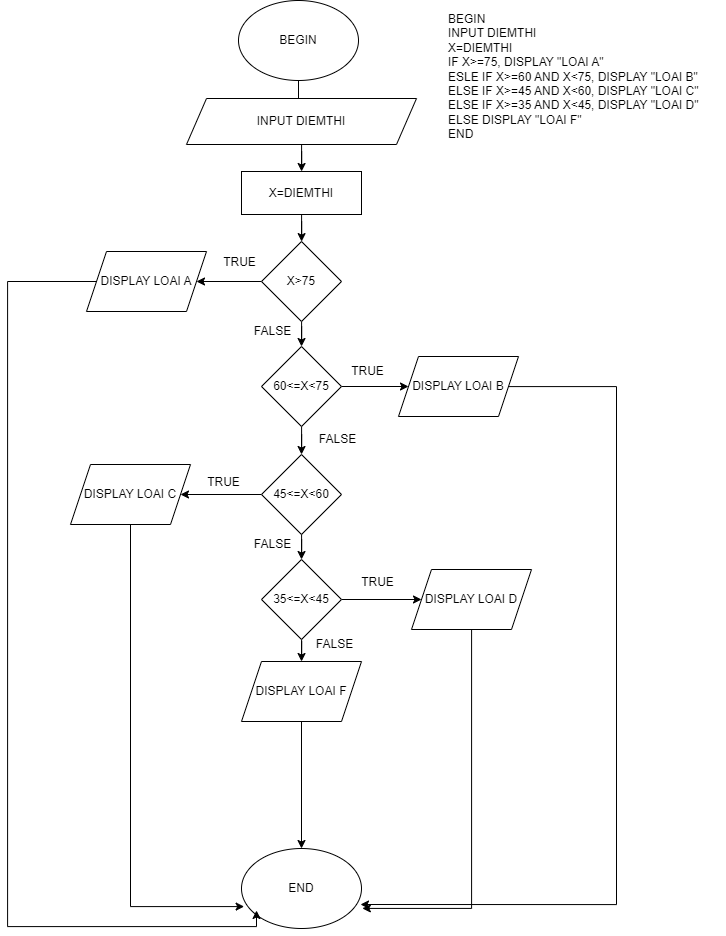 BEGIN
INPUT DIEMTHI
X=DIEMTHI
IF X>=75, DISPLAY "LOAI A"
ESLE IF X>=60 AND X<75, DISPLAY "LOAI B"
ELSE IF X>=45 AND X<60, DISPLAY "LOAI C"
ELSE IF X>=35 AND X<45, DISPLAY "LOAI D"
ELSE DISPLAY "LOAI F"
END
BEGIN
INPUT DIEMTHI
X=DIEMTHI
TRUE
DISPLAY LOAI A
X>75
FALSE
TRUE
60<=X<75
DISPLAY LOAI B
FALSE
TRUE
DISPLAY LOAI C
45<=X<60
FALSE
TRUE
35<=X<45
DISPLAY LOAI D
FALSE
DISPLAY LOAI F
END